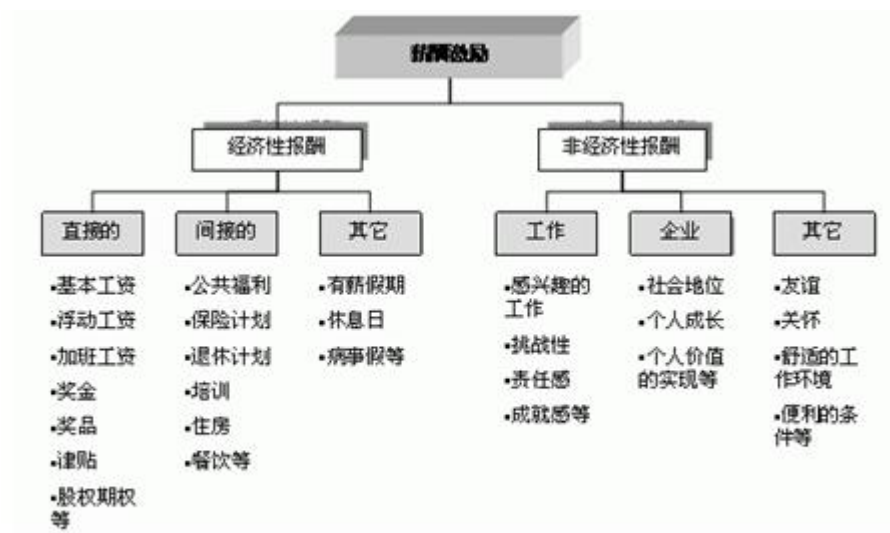 薪酬激励
经济性报酬
非经济性报酬
直接的
间接的
其它
工作
企业
其它
▪基本工资
▪浮动工资
▪加班工资
▪奖金
▪奖品
▪津贴
▪股权期权
等
▪公共福利
▪保险计划
▪退休计划
▪培训
▪住房
▪餐饮等
▪有薪假期
▪休息日
▪病事假等
▪感兴趣的
工作
▪挑战性
▪责任感
▪成就感等
▪社会地位
▪个人成长
▪个人价值
的实现等
▪友谊
▪关怀
▪舒适的工
作环境
▪便利的条
件等